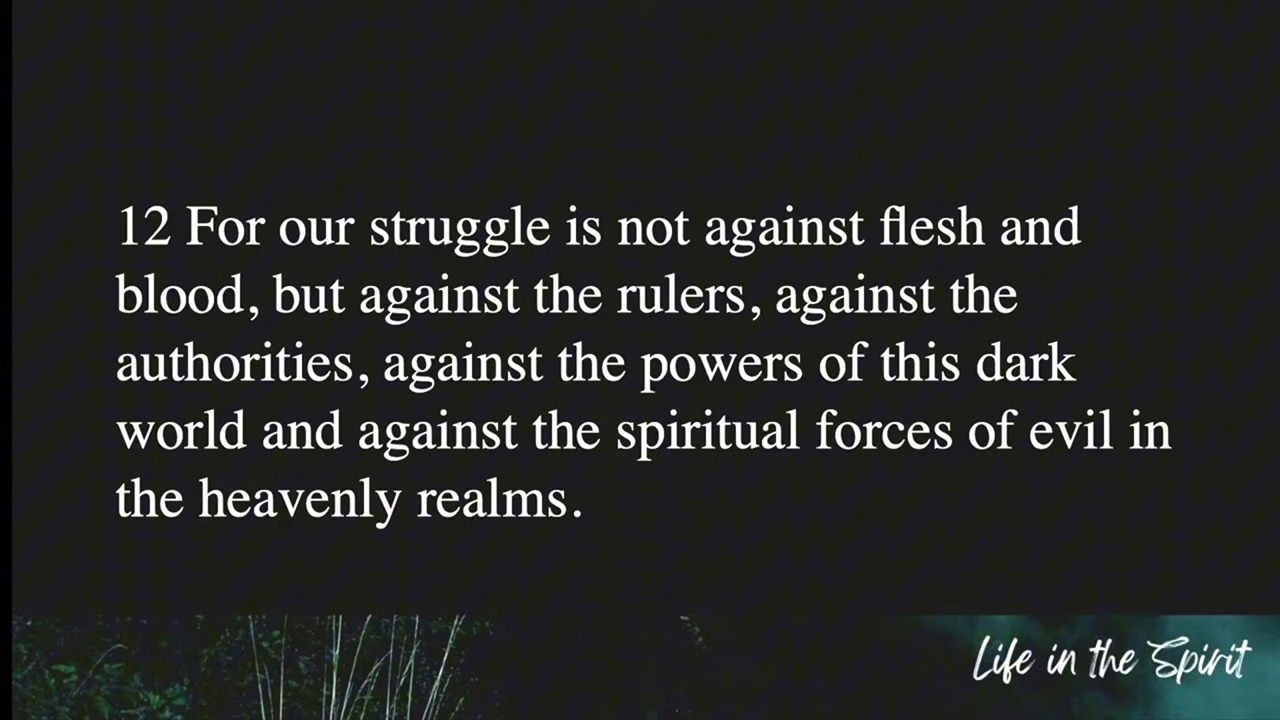 12 For our struggle is not against flesh and
blood, but against the rulers, against the
authorities, against the powers of this dark
world and against the spiritual forces of evil in
the heavenly realms.
Life in the Spirit